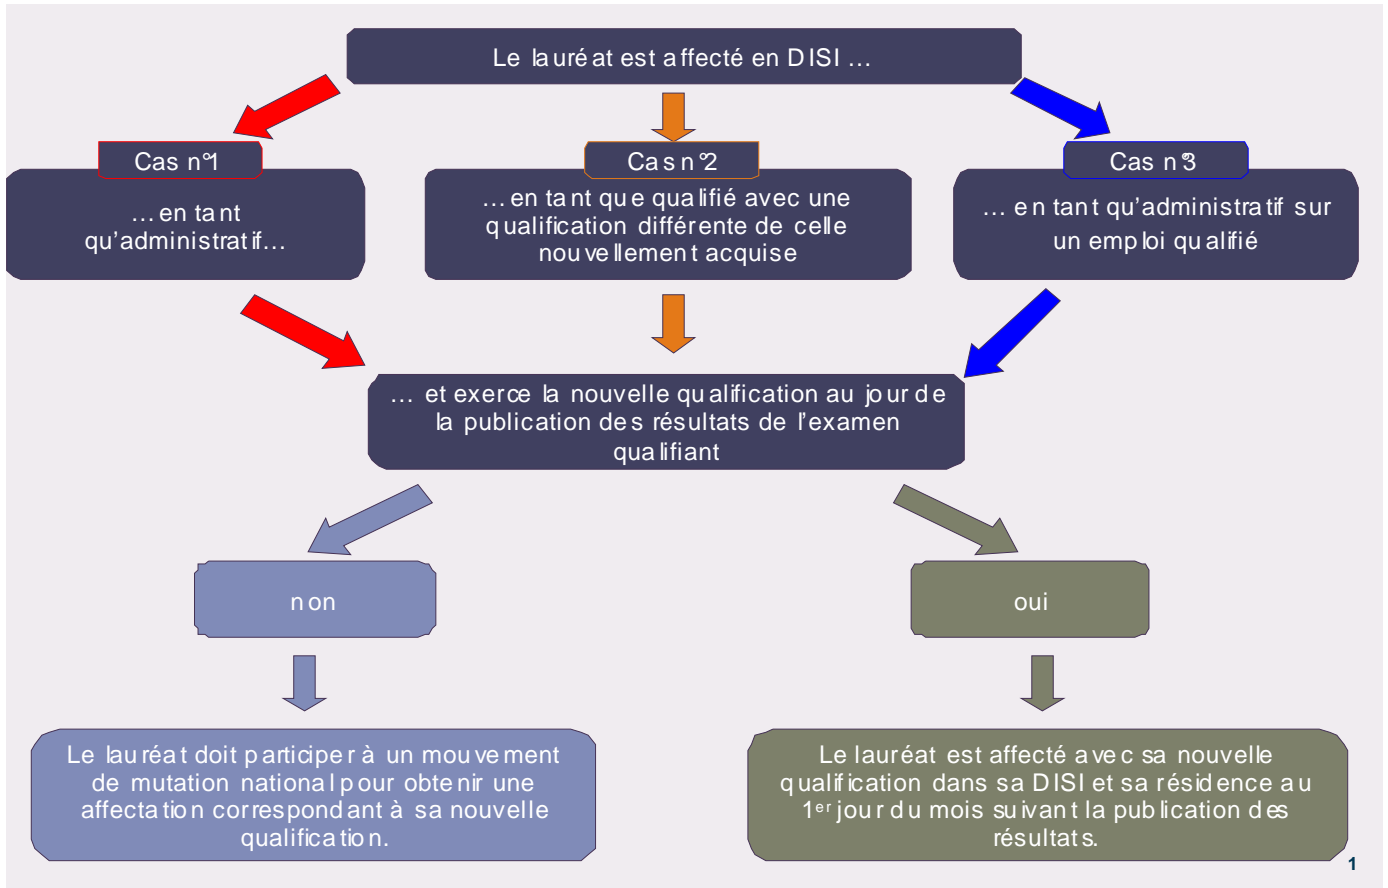 Le lauréat est affecté en DISI …
Cas n°1
Cas n°2
Cas n°3
… en tant
qu’administratif…
… en tant que qualifié avec une
qualification différente de celle
nouvellement acquise
… en tant qu’administratif sur
un emploi qualifié
… et exerce la nouvelle qualification au jour de
la publication des résultats de l’examen
qualifiant
non
oui
Le lauréat doit participer à un mouvement
de mutation national pour obtenir une
affectation correspondant à sa nouvelle
qualification.
Le lauréat est affecté avec sa nouvelle
qualification dans sa DISI et sa résidence au
1er jour du mois suivant la publication des
résultats.
1